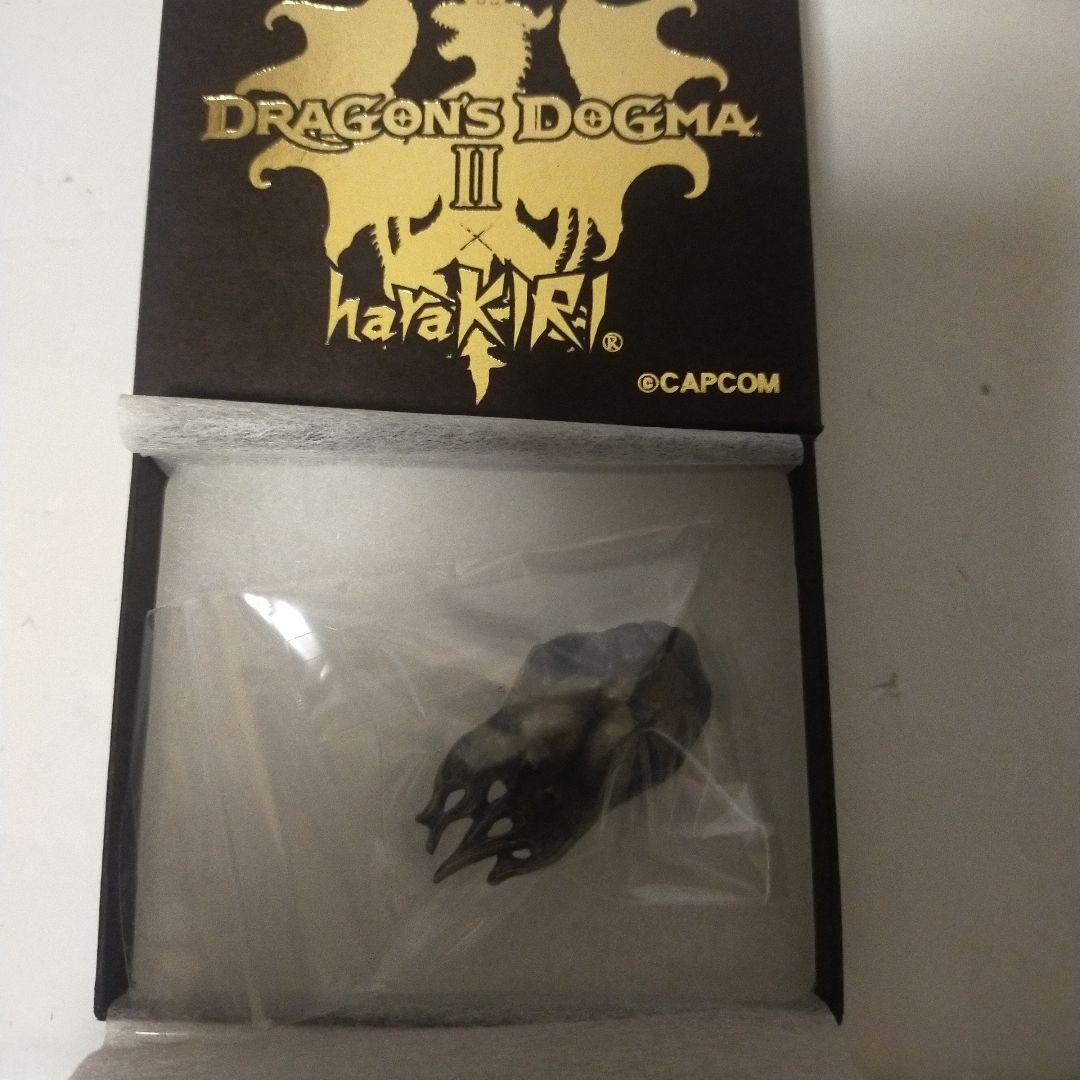 DRAGON'S DOGMA
II
×
haraKIRI®
©CAPCOM